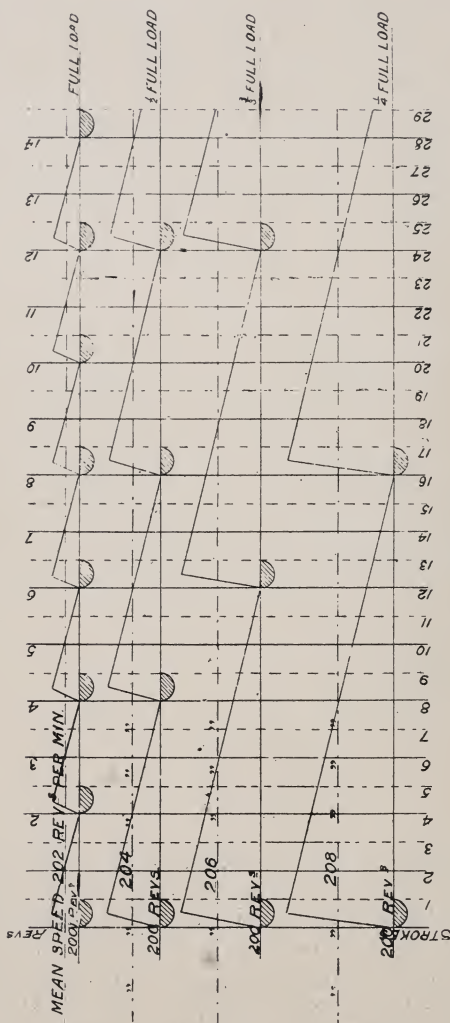 REVS 2 3 4 5 6 7 8 9 10 11 12 13 14
MEAN SPEED 202 REVS PER MIN
200 REVS FULL LOAD
„ „ 204 „ „
200 REVS ½ FULL LOAD
„ „ 206 „ „
200 REVS ⅓ FULL LOAD
„ „ 208 „ „
200 REVS ¼ FULL LOAD
STROKE 1 2 3 4 5 6 7 8 9 10 11 12 13 14 15 16 17 18 19 20 21 22 23 24 25 26 27 28 29